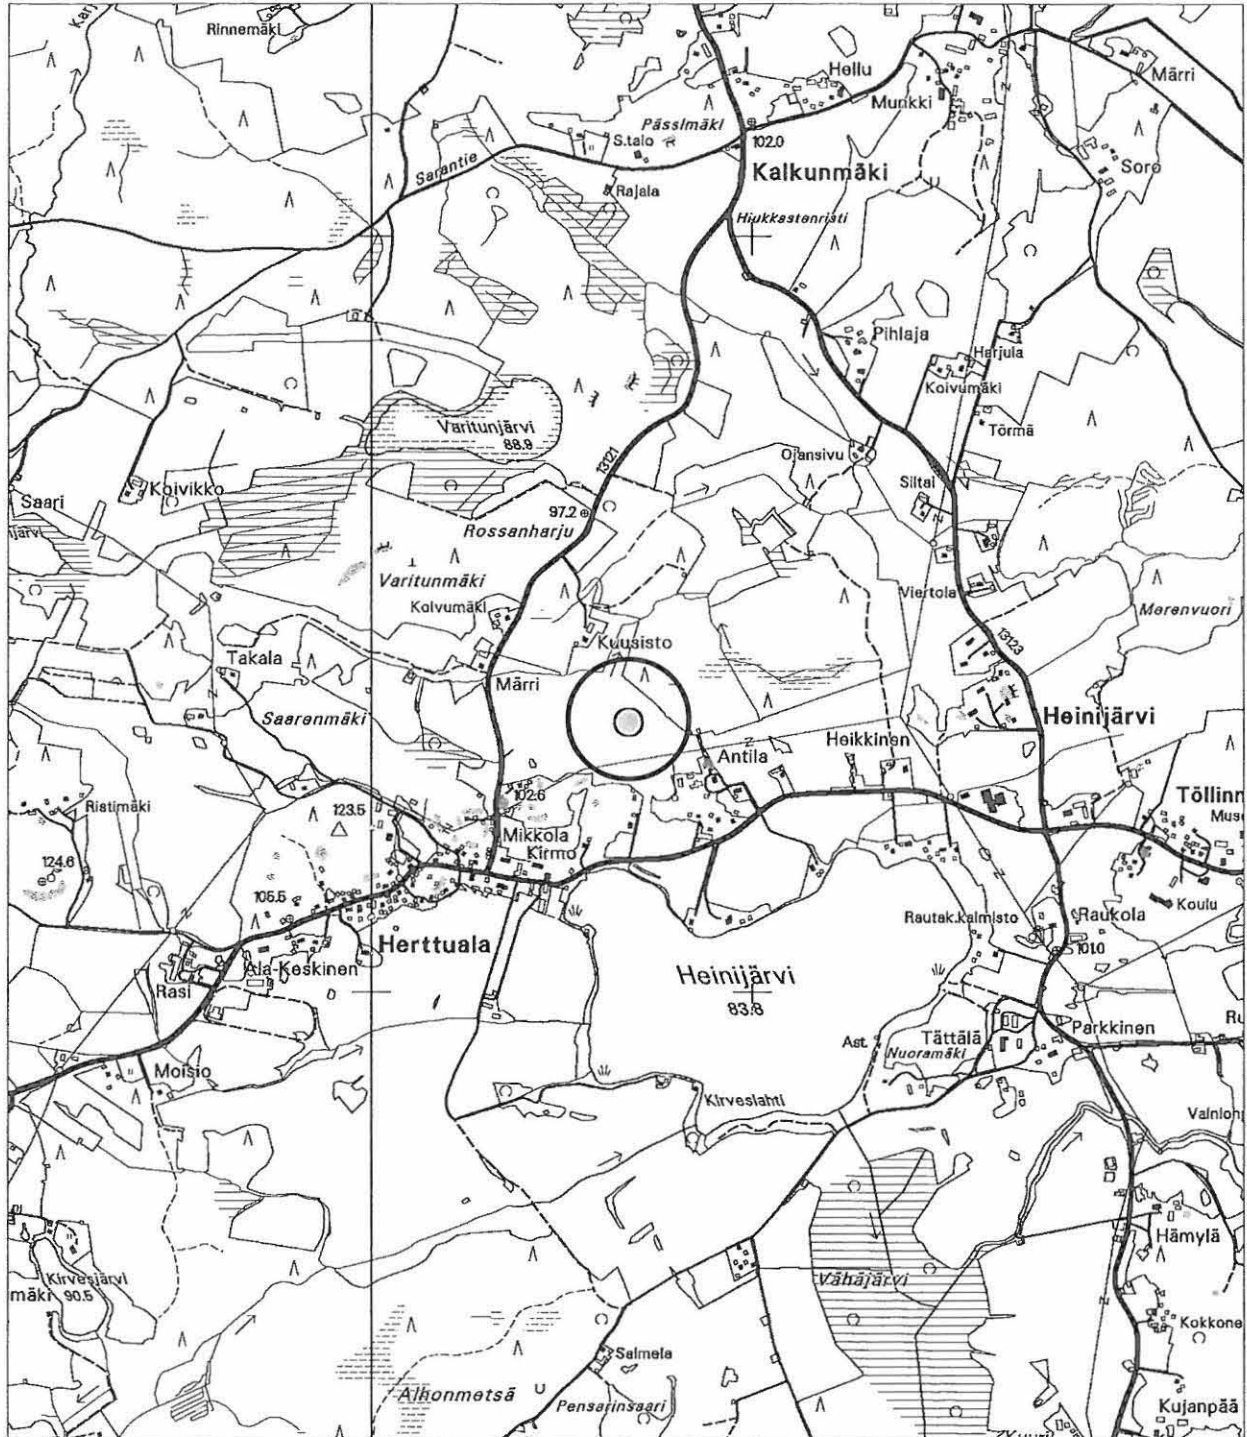 Rinnemäki
Hellu
Märri
Munkki
Pässimäki
S.talo
102.0
Sarantie
Kalkunmäki
Soro
Rajala
Hiukkastenristi
Pihlaja
Harjula
Koivumäki
Varitunjärvi
88.9
Törmä
Ojansivu
13121
Siltal
Koivikko
Saari
97.2
Rossanharju
Varitunmäki
Viertola
Merenvuori
Koivumäki
13123
Kuusisto
Takala
Märri
Saarenmäki
Heinijärvi
Heikkinen
Antila
102.6
Ristimäki
123.5
Töllinn
Mikkola
Kirmo
124.6
105.5
Koulu
Rautak.kalmisto
Raukola
Herttuala
101.0
Ala-Keskinen
Heinijärvi
83.8
Rasi
Parkkinen
Ast.
Tättälä
Nuoramäki
Moisio
Kirveslahti
Hämylä
Kirvesjärvi
mäki 90.5
Vähäjärvi
Kokkone
Salmela
Alhonmetsä
Pensarinsaari
Kujanpää